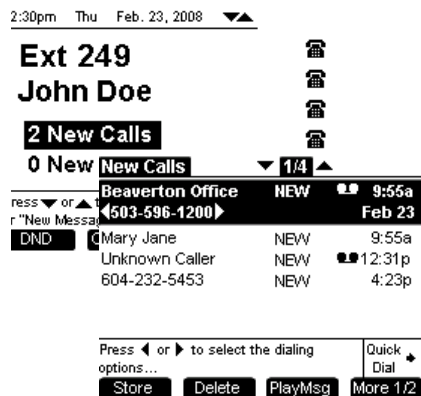 2:30pm Thu Feb. 23, 2008
Ext 249
John Doe
2 New Calls
0 New
ress or
r "New Messag
DND
New Calls 1/4
Beaverton Office NEW 9:55a
503-596-1200 Feb 23
Mary Jane NEW 9:55a
Unknown Caller NEW 12:31p
604-232-5453 NEW 4:23p
Press or to select the dialing
options...
Quick
Dial
Store Delete PlayMsg More 1/2